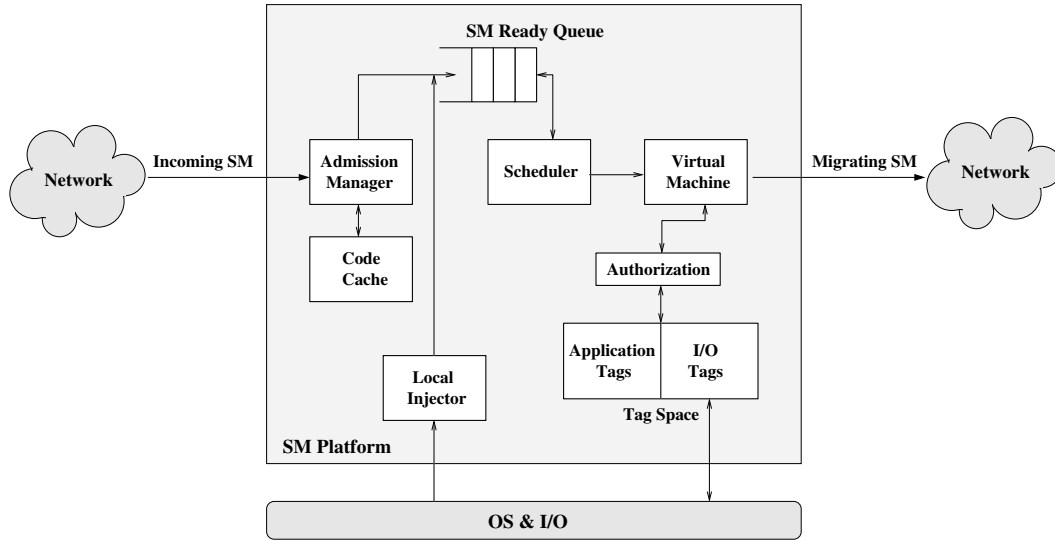 SM Ready Queue
Network
Incoming SM
Admission
Manager
Scheduler
Virtual
Machine
Migrating SM
Network
Code
Cache
Authorization
Application
Tags
I/O
Tags
Local
Injector
Tag Space
SM Platform
OS & I/O